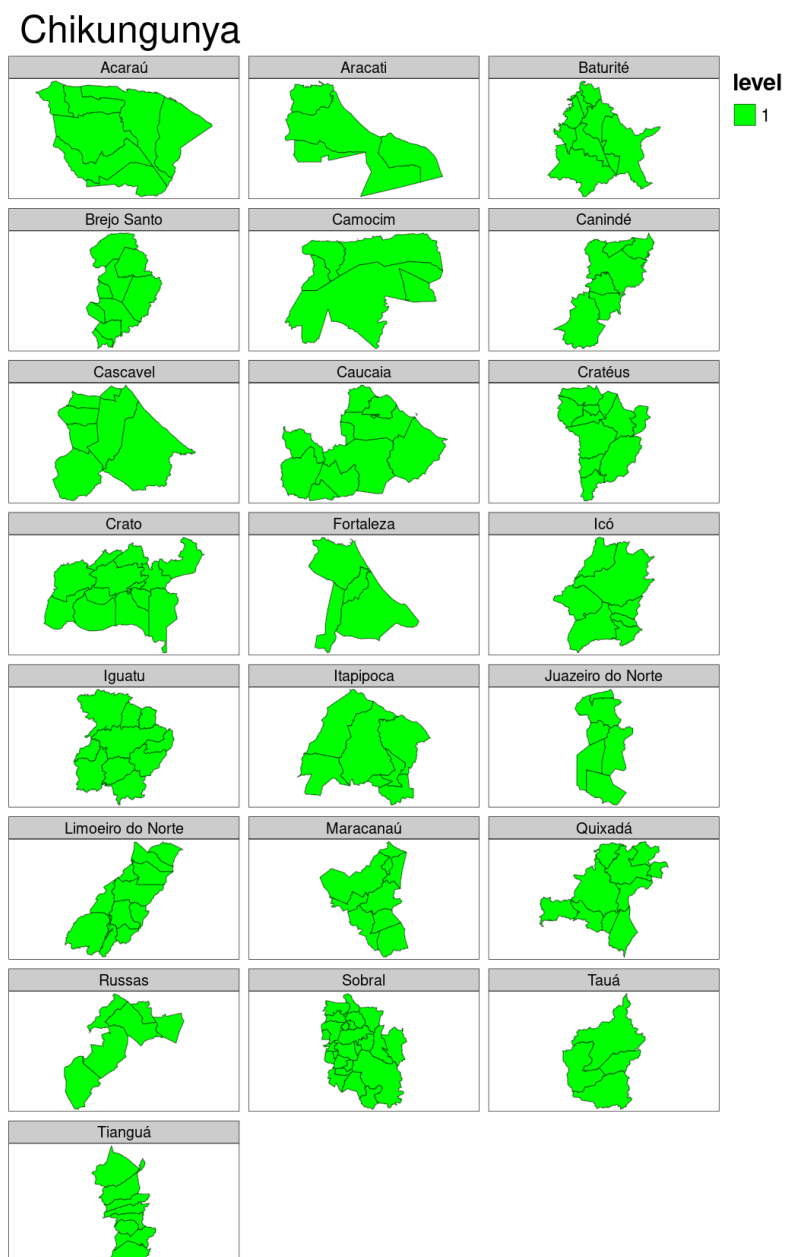 Chikungunya
Acaraú
Aracati
Baturité
level
1
Brejo Santo
Camocim
Canindé
Cascavel
Caucaia
Cratéus
Crato
Fortaleza
Icó
Iguatu
Itapipoca
Juazeiro do Norte
Limoeiro do Norte
Maracanaú
Quixadá
Russas
Sobral
Tauá
Tianguá